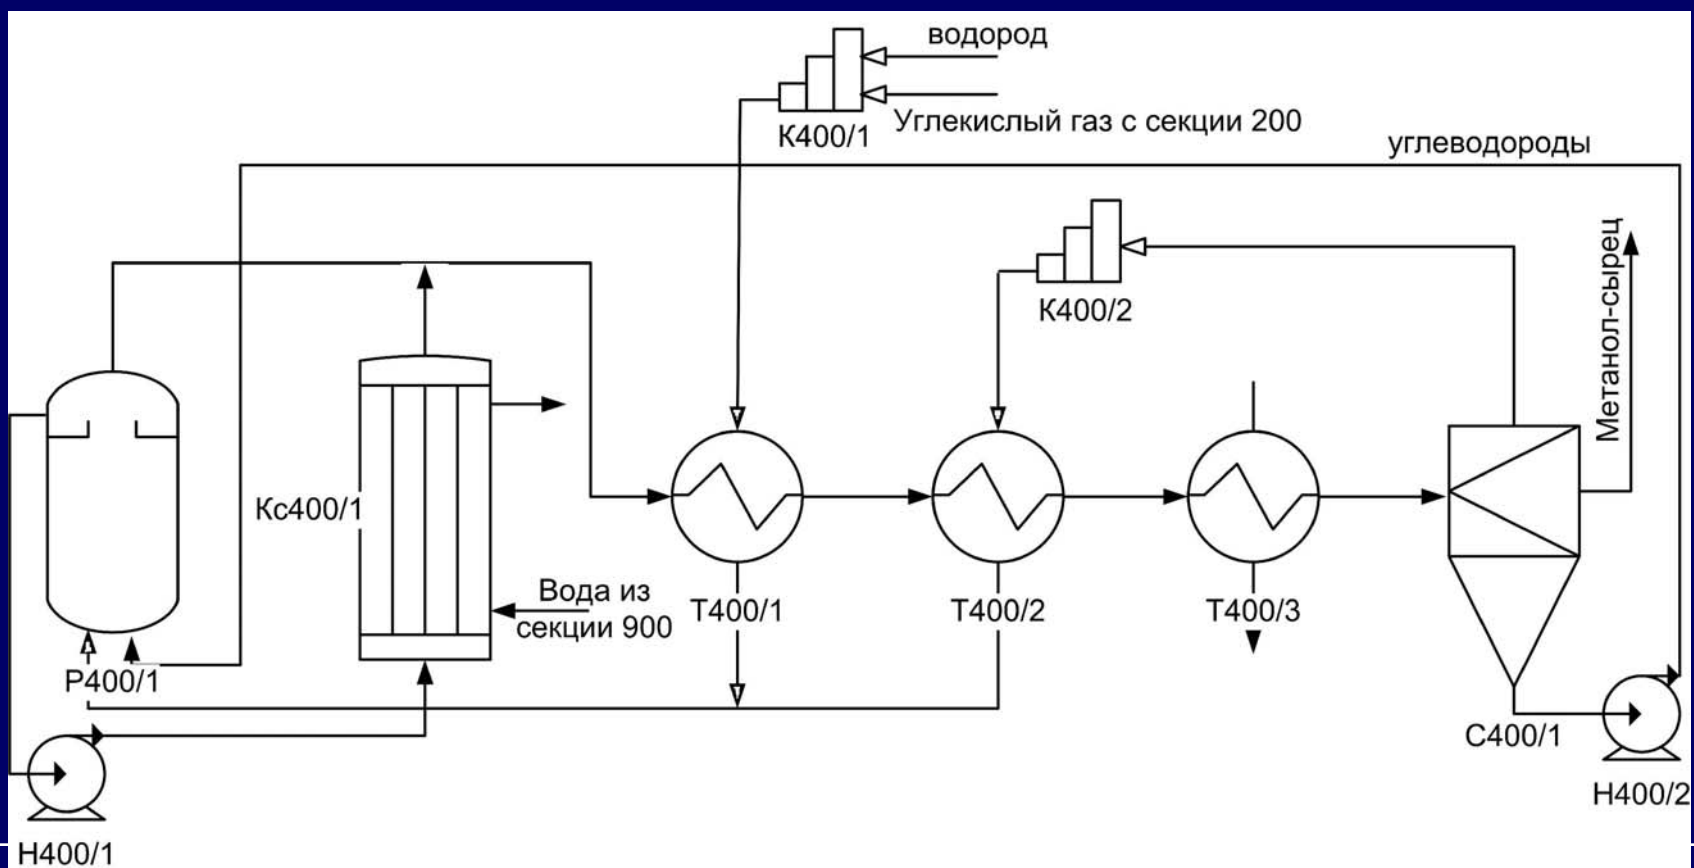 водород
К400/1
Углекислый газ с секции 200
углеводороды
К400/2
Метанол-сырец
Кс400/1
Вода из
секции 900
Т400/1
Т400/2
Т400/3
Р400/1
С400/1
Н400/2
Н400/1